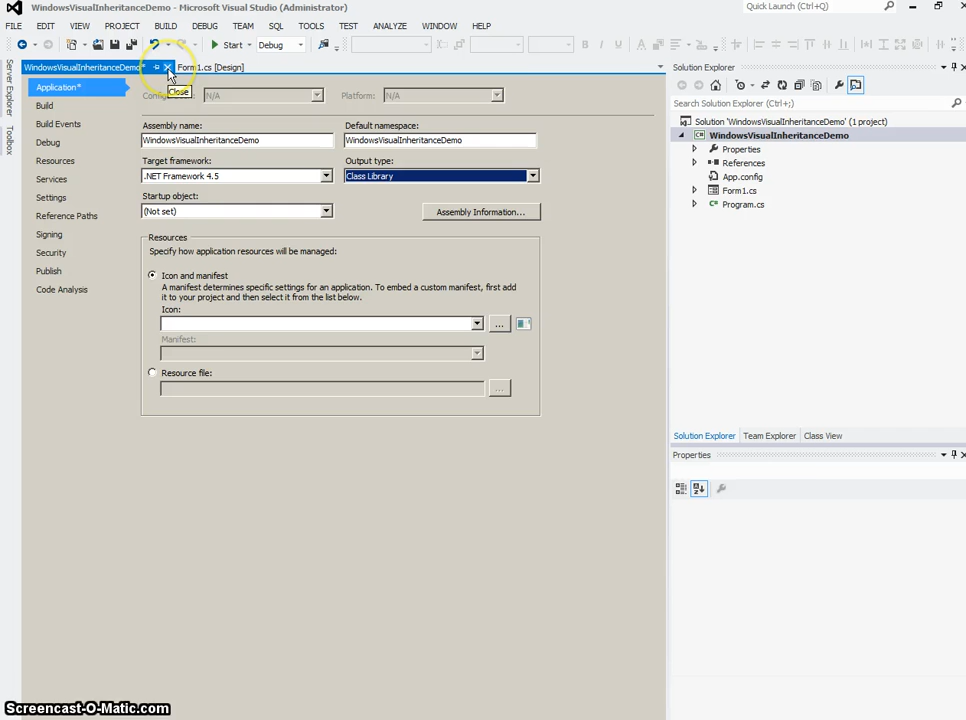 WindowsVisualInheritanceDemo - Microsoft Visual Studio (Administrator)
Quick Launch (Ctrl+Q)
FILE EDIT VIEW PROJECT BUILD DEBUG TEAM SQL TOOLS TEST ANALYZE WINDOW HELP
Start Debug
WindowsVisualInheritanceDemo* Form1.cs [Design]
Solution Explorer
Server Explorer
Toolbox
Close
Application*
Build
Build Events
Debug
Resources
Services
Settings
Reference Paths
Signing
Security
Publish
Code Analysis
N/A
Platform: N/A
Assembly name:
WindowsVisualInheritanceDemo
Default namespace:
WindowsVisualInheritanceDemo
Target framework:
.NET Framework 4.5
Output type:
Class Library
Startup object:
(Not set)
Assembly Information...
Resources
Specify how application resources will be managed:
Icon and manifest
A manifest determines specific settings for an application. To embed a custom manifest, first add
it to your project and then select it from the list below.
Icon:
...
Manifest:
Resource file:
...
Search Solution Explorer (Ctrl+;)
Solution 'WindowsVisualInheritanceDemo' (1 project)
WindowsVisualInheritanceDemo
Properties
References
App.config
Form1.cs
Program.cs
Solution Explorer Team Explorer Class View
Properties
Screencast-O-Matic.com